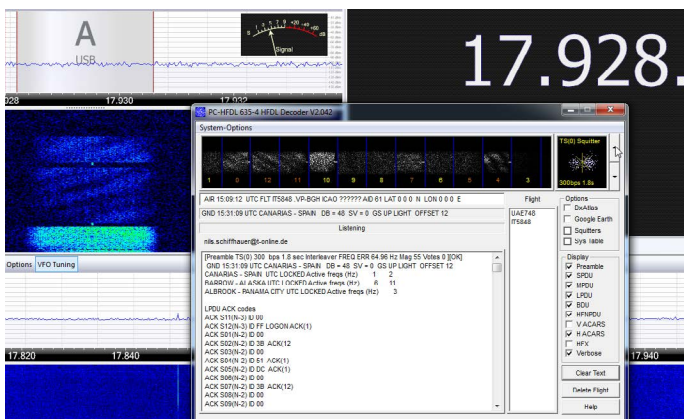 A
USB
S 1 3 5 7 9 +20 +40 +60
dB
Signal
17.928.
928 17.930 17.932
PC-HFDL 635-4 HFDL Decoder V2.042
System-Options
TS(0) Squitter
300bps 1.8s
1 0 12 11 10 9 8 7 6 5 4 3
AIR 15:09:12 UTC FLT IT5848 .VP-BGH ICAO ?????? AID 61 LAT 0 0 0 N LON 0 0 0 E
GND 15:31:09 UTC CANARIAS - SPAIN DB = 48 SV = 0 GS UP LIGHT OFFSET 12
Listening
nils.schiffhauer@t-online.de
Flight
UAE748
IT5848
Options
DxAtlas
Google Earth
Squitters
Sys Table
Display
Preamble
SPDU
MPDU
LPDU
BDU
HFNPDU
V ACARS
H ACARS
HFX
Verbose
Clear Text
Delete Flight
Help
[Preamble TS(0) 300 bps 1.8 sec Interleaver FREQ ERR 64.96 Hz Mag 55 Votes 0 ][OK]
GND 15:31:09 UTC CANARIAS - SPAIN DB = 48 SV = 0 GS UP LIGHT OFFSET 12
CANARIAS - SPAIN UTC LOCKED Active freqs (Hz) 1 2
BARROW - ALASKA UTC LOCKED Active freqs (Hz) 6 11
ALBROOK - PANAMA CITY UTC LOCKED Active freqs (Hz) 3
LPDU ACK codes
ACK S11(N-3) ID 00
ACK S12(N-3) ID FF LOGON ACK(1)
ACK S01(N-2) ID 00
ACK S02(N-2) ID 3B ACK(12
ACK S03(N-2) ID 00
ACK S04(N-2) ID 51 ACK(1)
ACK S05(N-2) ID DC ACK(1)
ACK S06(N-2) ID 00
ACK S07(N-2) ID 3B ACK(12)
ACK S08(N-2) ID 00
ACK S09(N-2) ID 00
Options VFO Tuning
17.820 17.840
17.940